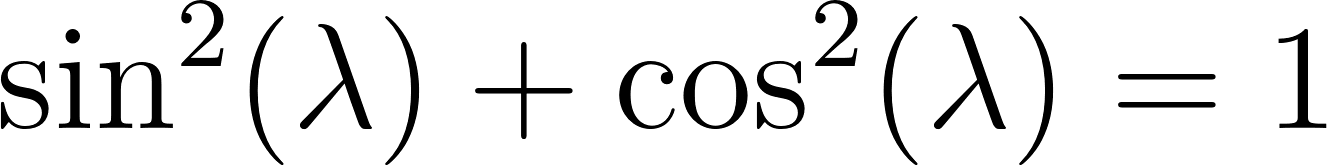 sin²(λ) + cos²(λ) = 1